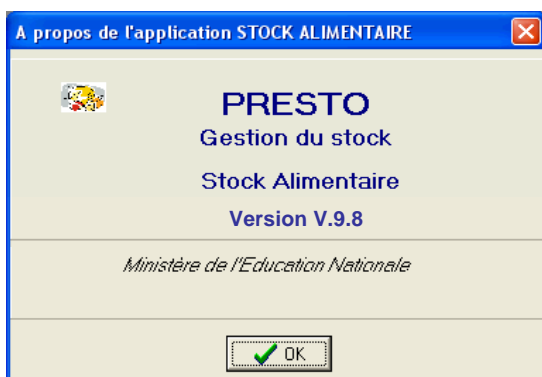 A propos de l'application STOCK ALIMENTAIRE
PRESTO
Gestion du stock
Stock Alimentaire
Version V.9.8
Ministère de l'Education Nationale
OK